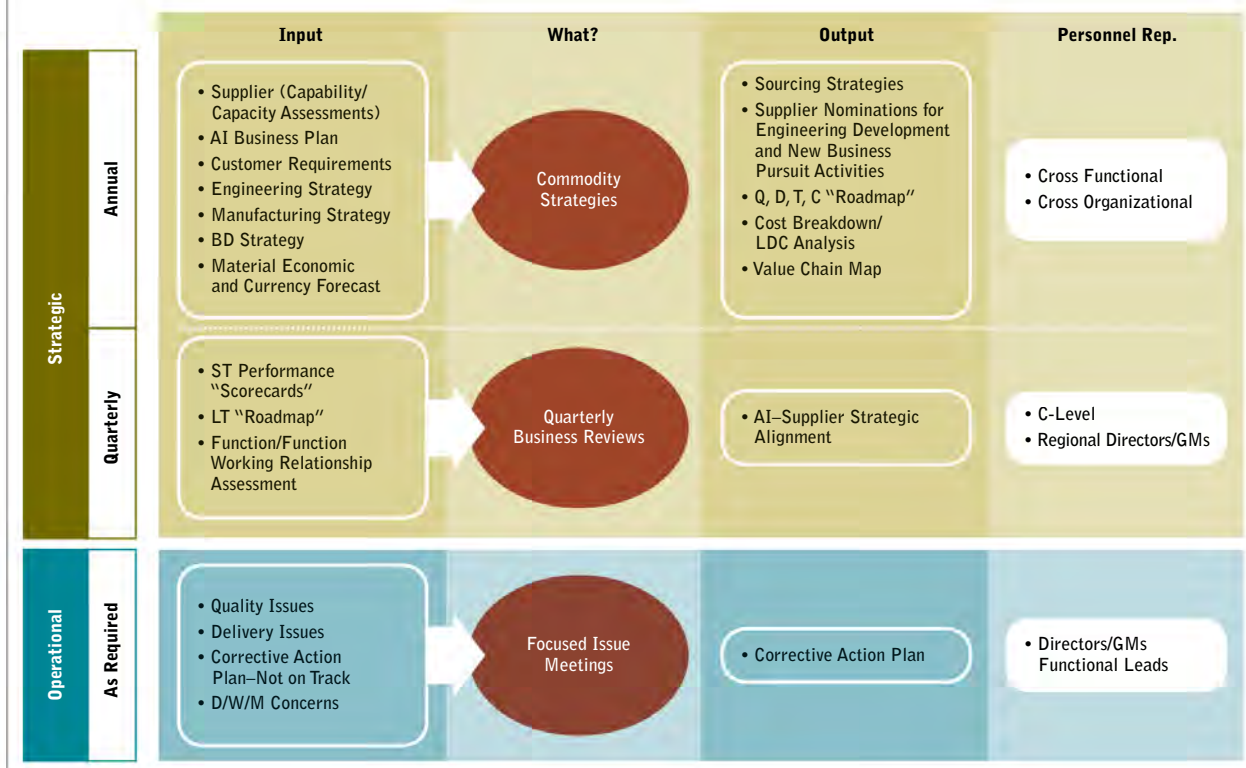 Input
What?
Output
Personnel Rep.
Strategic
Annual
• Supplier (Capability/
Capacity Assessments)
• AI Business Plan
• Customer Requirements
• Engineering Strategy
• Manufacturing Strategy
• BD Strategy
• Material Economic
and Currency Forecast
Commodity
Strategies
• Sourcing Strategies
• Supplier Nominations for
Engineering Development
and New Business
Pursuit Activities
• Q, D, T, C “Roadmap”
• Cost Breakdown/
LDC Analysis
• Value Chain Map
• Cross Functional
• Cross Organizational
Quarterly
• ST Performance
“Scorecards”
• LT “Roadmap”
• Function/Function
Working Relationship
Assessment
Quarterly
Business Reviews
• AI–Supplier Strategic
Alignment
• C-Level
• Regional Directors/GMs
Operational
As Required
• Quality Issues
• Delivery Issues
• Corrective Action
Plan–Not on Track
• D/W/M Concerns
Focused Issue
Meetings
• Corrective Action Plan
• Directors/GMs
Functional Leads